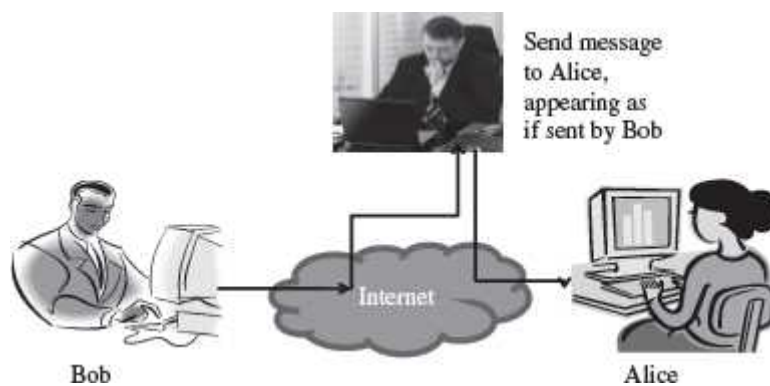 Send message
to Alice,
appearing as
if sent by Bob
Internet
Bob
Alice